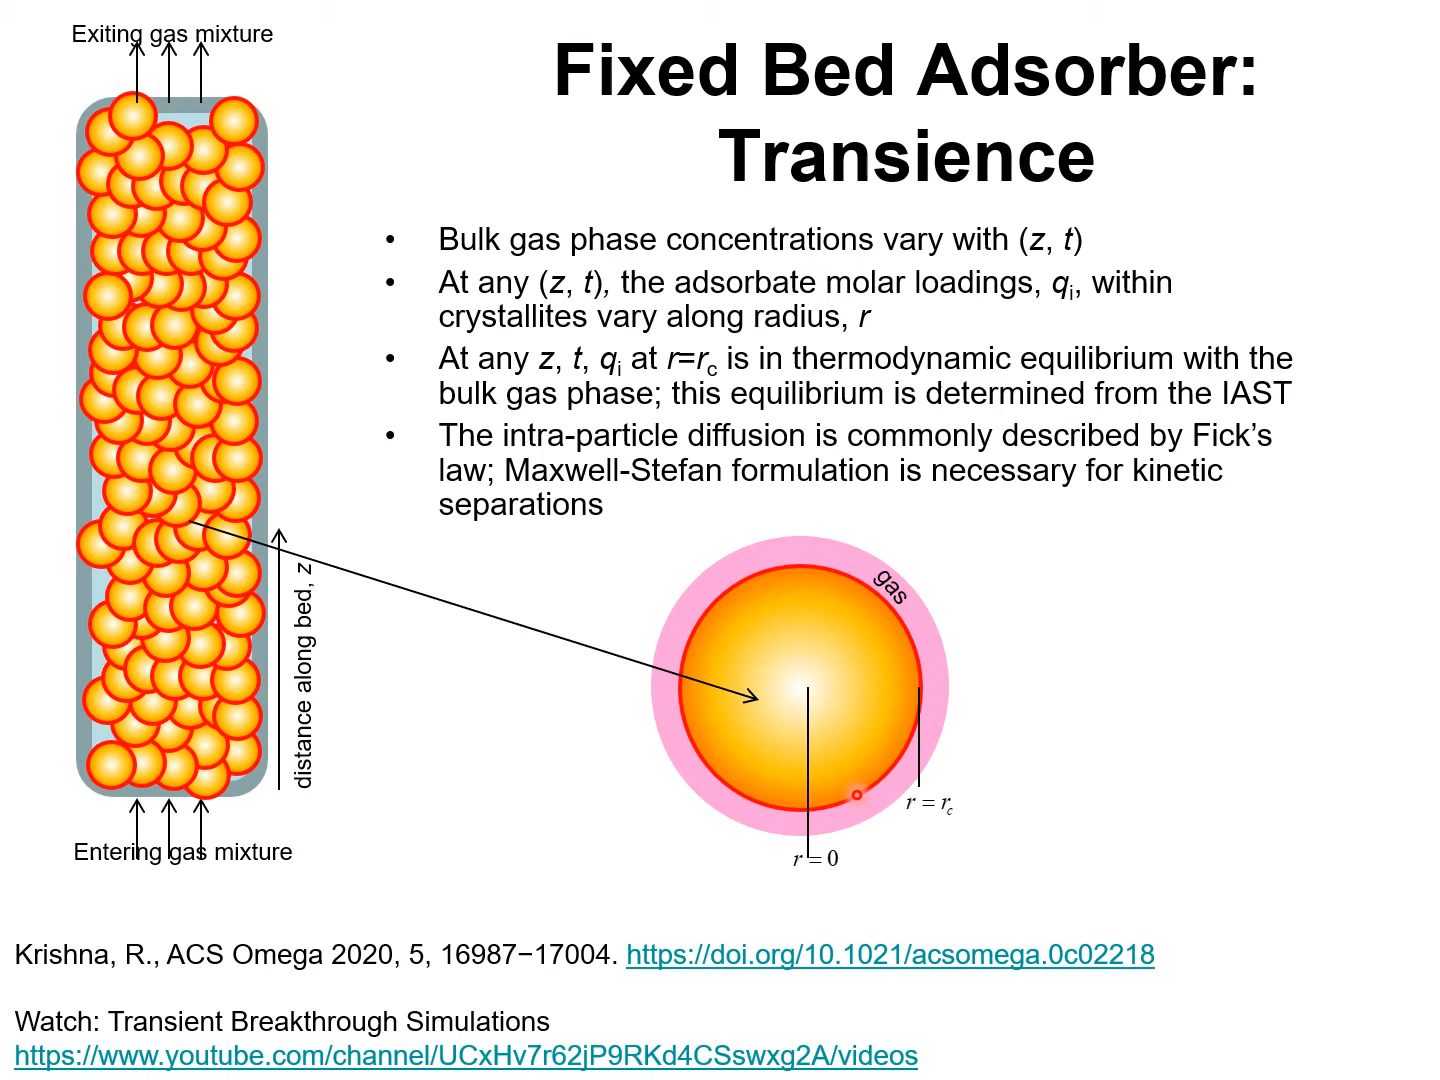 Exiting gas mixture
Fixed Bed Adsorber:
Transience
• Bulk gas phase concentrations vary with (z, t)
• At any (z, t), the adsorbate molar loadings, qi, within
crystallites vary along radius, r
• At any z, t, qi at r=rc is in thermodynamic equilibrium with the
bulk gas phase; this equilibrium is determined from the IAST
• The intra-particle diffusion is commonly described by Fick’s
law; Maxwell-Stefan formulation is necessary for kinetic
separations
distance along bed, z
gas
r = rc
r = 0
Entering gas mixture
Krishna, R., ACS Omega 2020, 5, 16987−17004. https://doi.org/10.1021/acsomega.0c02218
Watch: Transient Breakthrough Simulations
https://www.youtube.com/channel/UCxHv7r62jP9RKd4CSswxg2A/videos